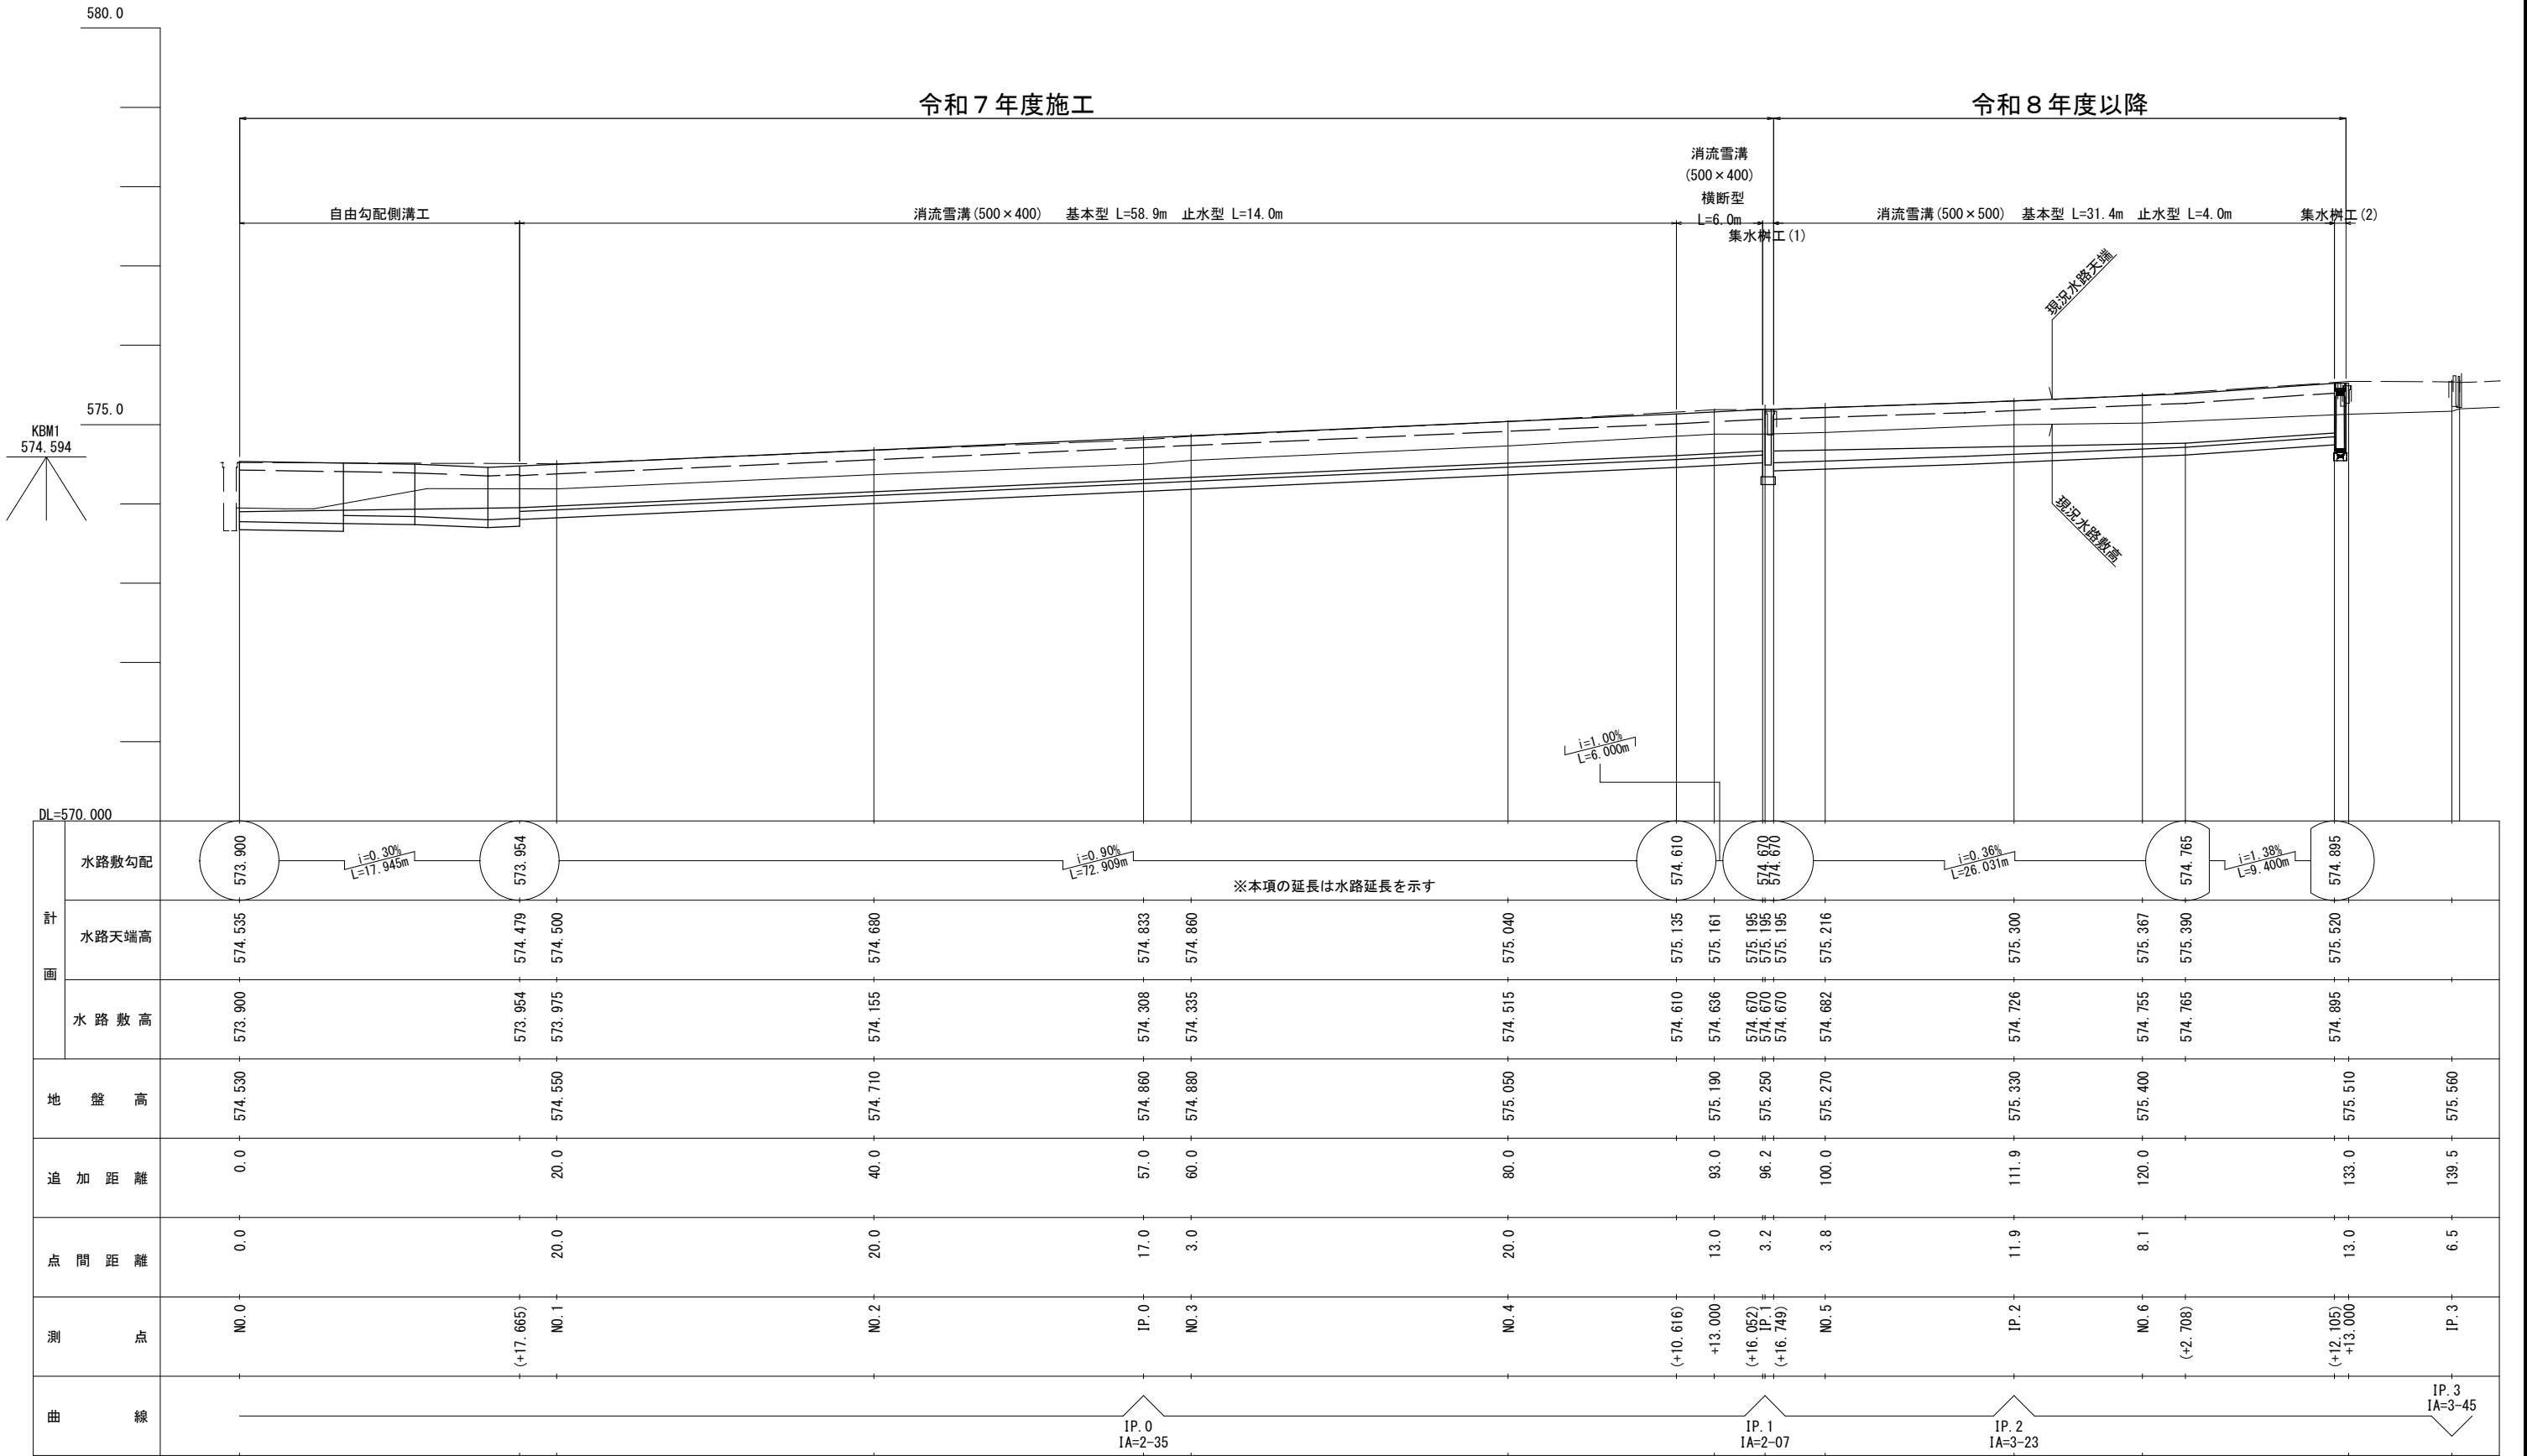 580.0
令和７年度施工
令和８年度以降
消流雪溝
(500×400)
横断型
L=6.0m
自由勾配側溝工
消流雪溝(500×400) 基本型 L=58.9m 止水型 L=14.0m
消流雪溝(500×500) 基本型 L=31.4m 止水型 L=4.0m
集水桝工(2)
集水桝工(1)
現況水路天端
575.0
KBM1
574.594
現況水路敷高
i=1.00%
L=6.000m
DL=570.000
計画
水路敷勾配
573.900
i=0.30%
L=17.945m
573.954
i=0.90%
L=72.909m
574.610
574.670
574.670
i=0.36%
L=26.031m
574.765
i=1.38%
L=9.400m
574.895
※本項の延長は水路延長を示す
水路天端高
574.535
574.479
574.500
574.680
574.833
574.860
575.040
575.135
575.161
575.195
575.195
575.195
575.216
575.300
575.367
575.390
575.520
水路敷高
573.900
573.954
573.975
574.155
574.308
574.335
574.515
574.610
574.636
574.670
574.670
574.670
574.682
574.726
574.755
574.765
574.895
地盤高
574.530
574.550
574.710
574.860
574.880
575.050
575.190
575.250
575.270
575.330
575.400
575.510
575.560
追加距離
0.0
20.0
40.0
57.0
60.0
80.0
93.0
96.2
100.0
111.9
120.0
133.0
139.5
点間距離
0.0
20.0
20.0
17.0
3.0
20.0
13.0
3.2
3.8
11.9
8.1
13.0
6.5
測点
NO.0
(+17.665)
NO.1
NO.2
IP.0
NO.3
NO.4
(+10.616)
+13.000
(+16.052)
IP.1
(+16.749)
NO.5
IP.2
NO.6
(+2.708)
(+12.105)
+13.000
IP.3
曲線
IP.0
IA=2-35
IP.1
IA=2-07
IP.2
IA=3-23
IP.3
IA=3-45